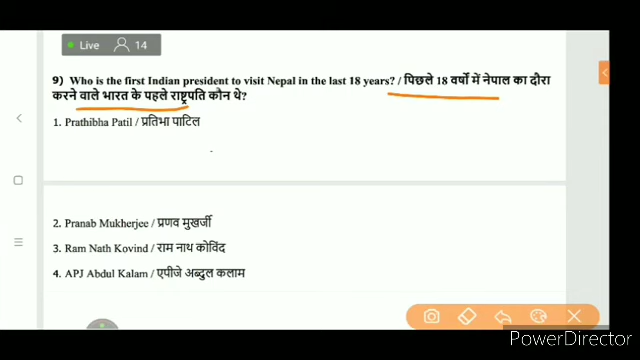 Live 14
9) Who is the first Indian president to visit Nepal in the last 18 years? / पिछले 18 वर्षों में नेपाल का दौरा
करने वाले भारत के पहले राष्ट्रपति कौन थे?
1. Prathibha Patil / प्रतिभा पाटिल
2. Pranab Mukherjee / प्रणव मुखर्जी
3. Ram Nath Kovind / राम नाथ कोविंद
4. APJ Abdul Kalam / एपीजे अब्दुल कलाम
PowerDirector